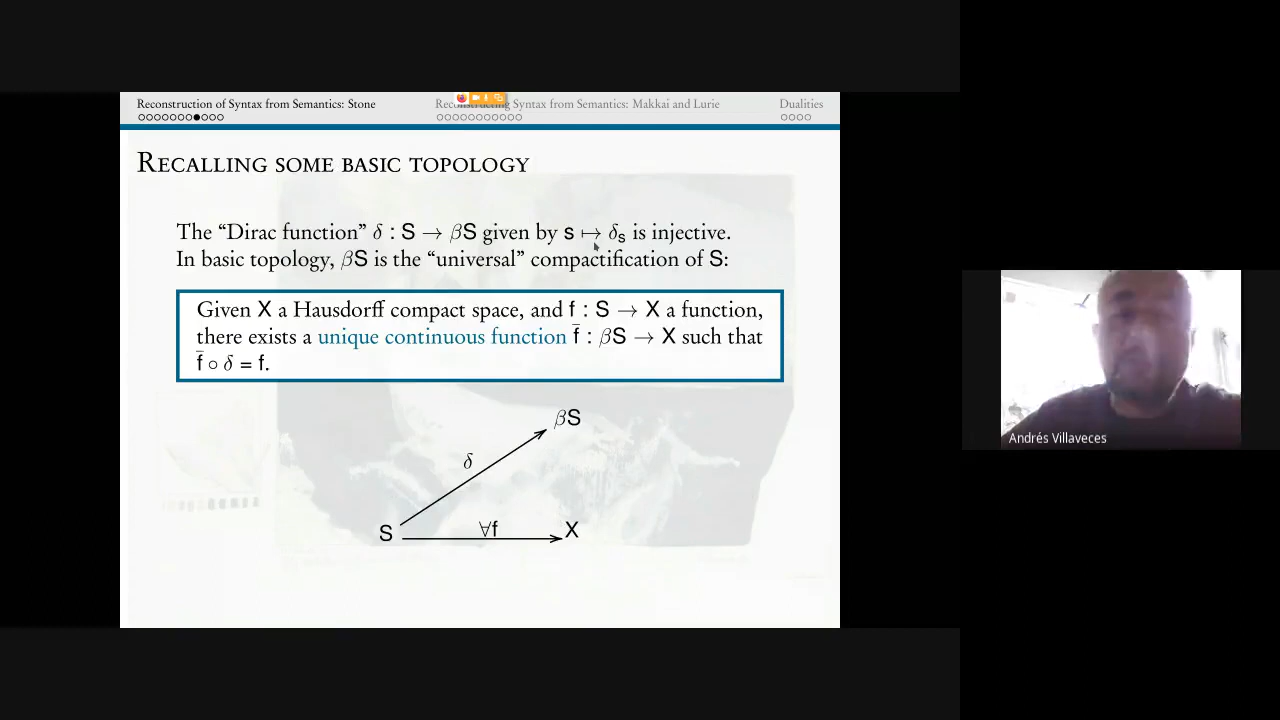 Reconstruction of Syntax from Semantics: Stone
Reconstructing Syntax from Semantics: Makkai and Lurie
Dualities
Recalling some basic topology
The “Dirac function” δ : S → βS given by s ↦ δₛ is injective.
In basic topology, βS is the “universal” compactification of S:
Given X a Hausdorff compact space, and f : S → X a function,
there exists a unique continuous function f̄ : βS → X such that
f̄ ∘ δ = f.
βS
δ
S
∀f
X
Andrés Villaveces